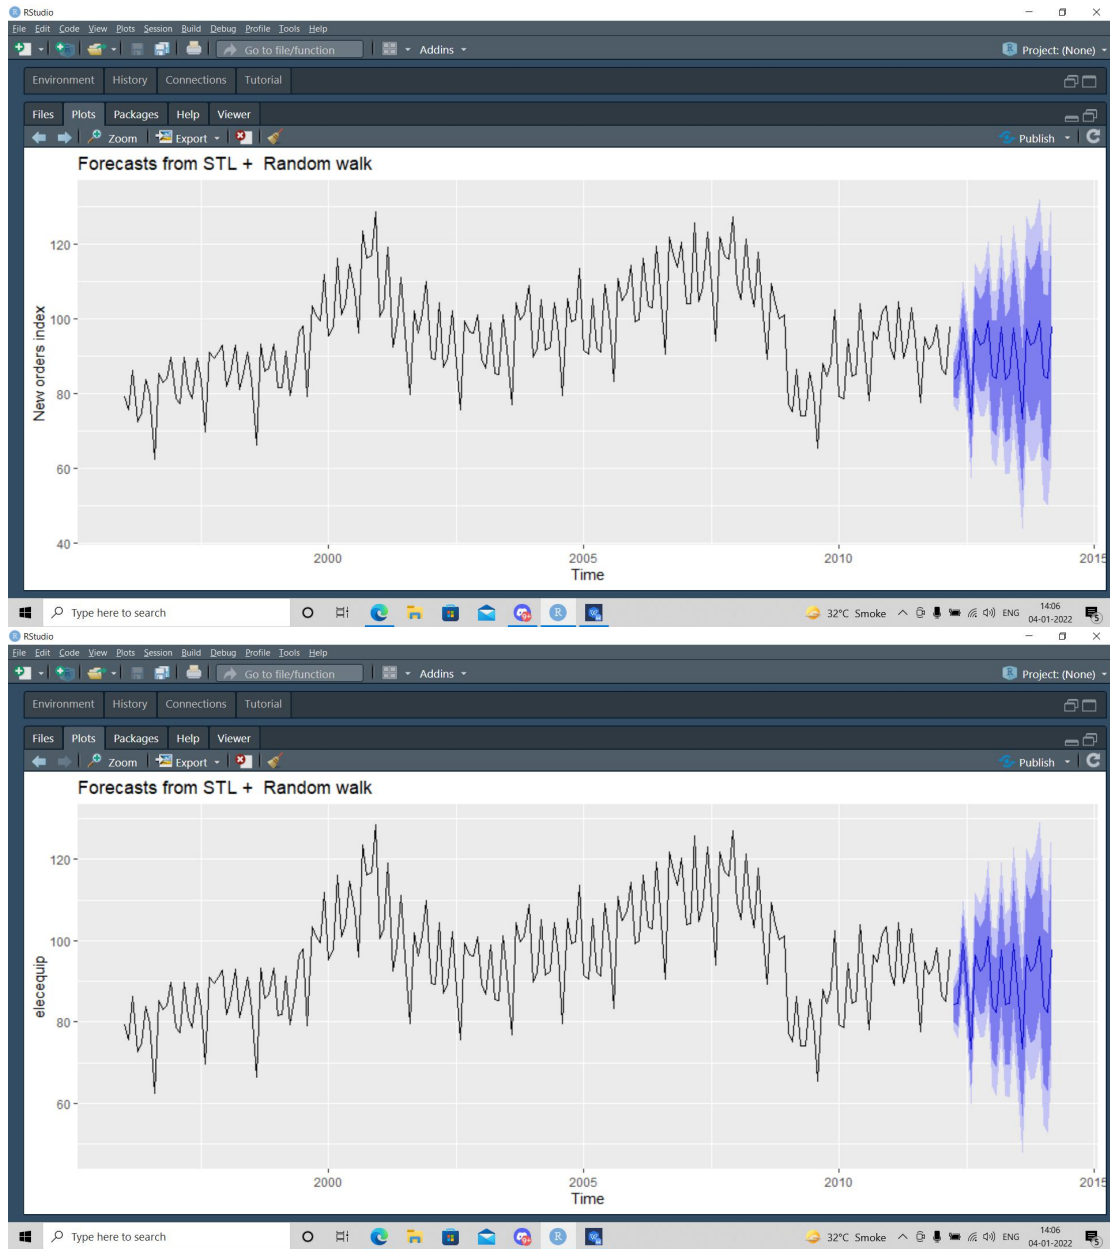 RStudio
File Edit Code View Plots Session Build Debug Profile Tools Help
Go to file/function Addins Project: (None)
Environment History Connections Tutorial
Files Plots Packages Help Viewer
Zoom Export Publish
Forecasts from STL + Random walk
New orders index
120
100
80
60
40
2000 2005 2010 2015
Time
Type here to search R 32°C Smoke ENG 14:06
04-01-2022 5
RStudio
File Edit Code View Plots Session Build Debug Profile Tools Help
Go to file/function Addins Project: (None)
Environment History Connections Tutorial
Files Plots Packages Help Viewer
Zoom Export Publish
Forecasts from STL + Random walk
elecequip
120
100
80
60
2000 2005 2010 2015
Time
Type here to search R 32°C Smoke ENG 14:06
04-01-2022 5